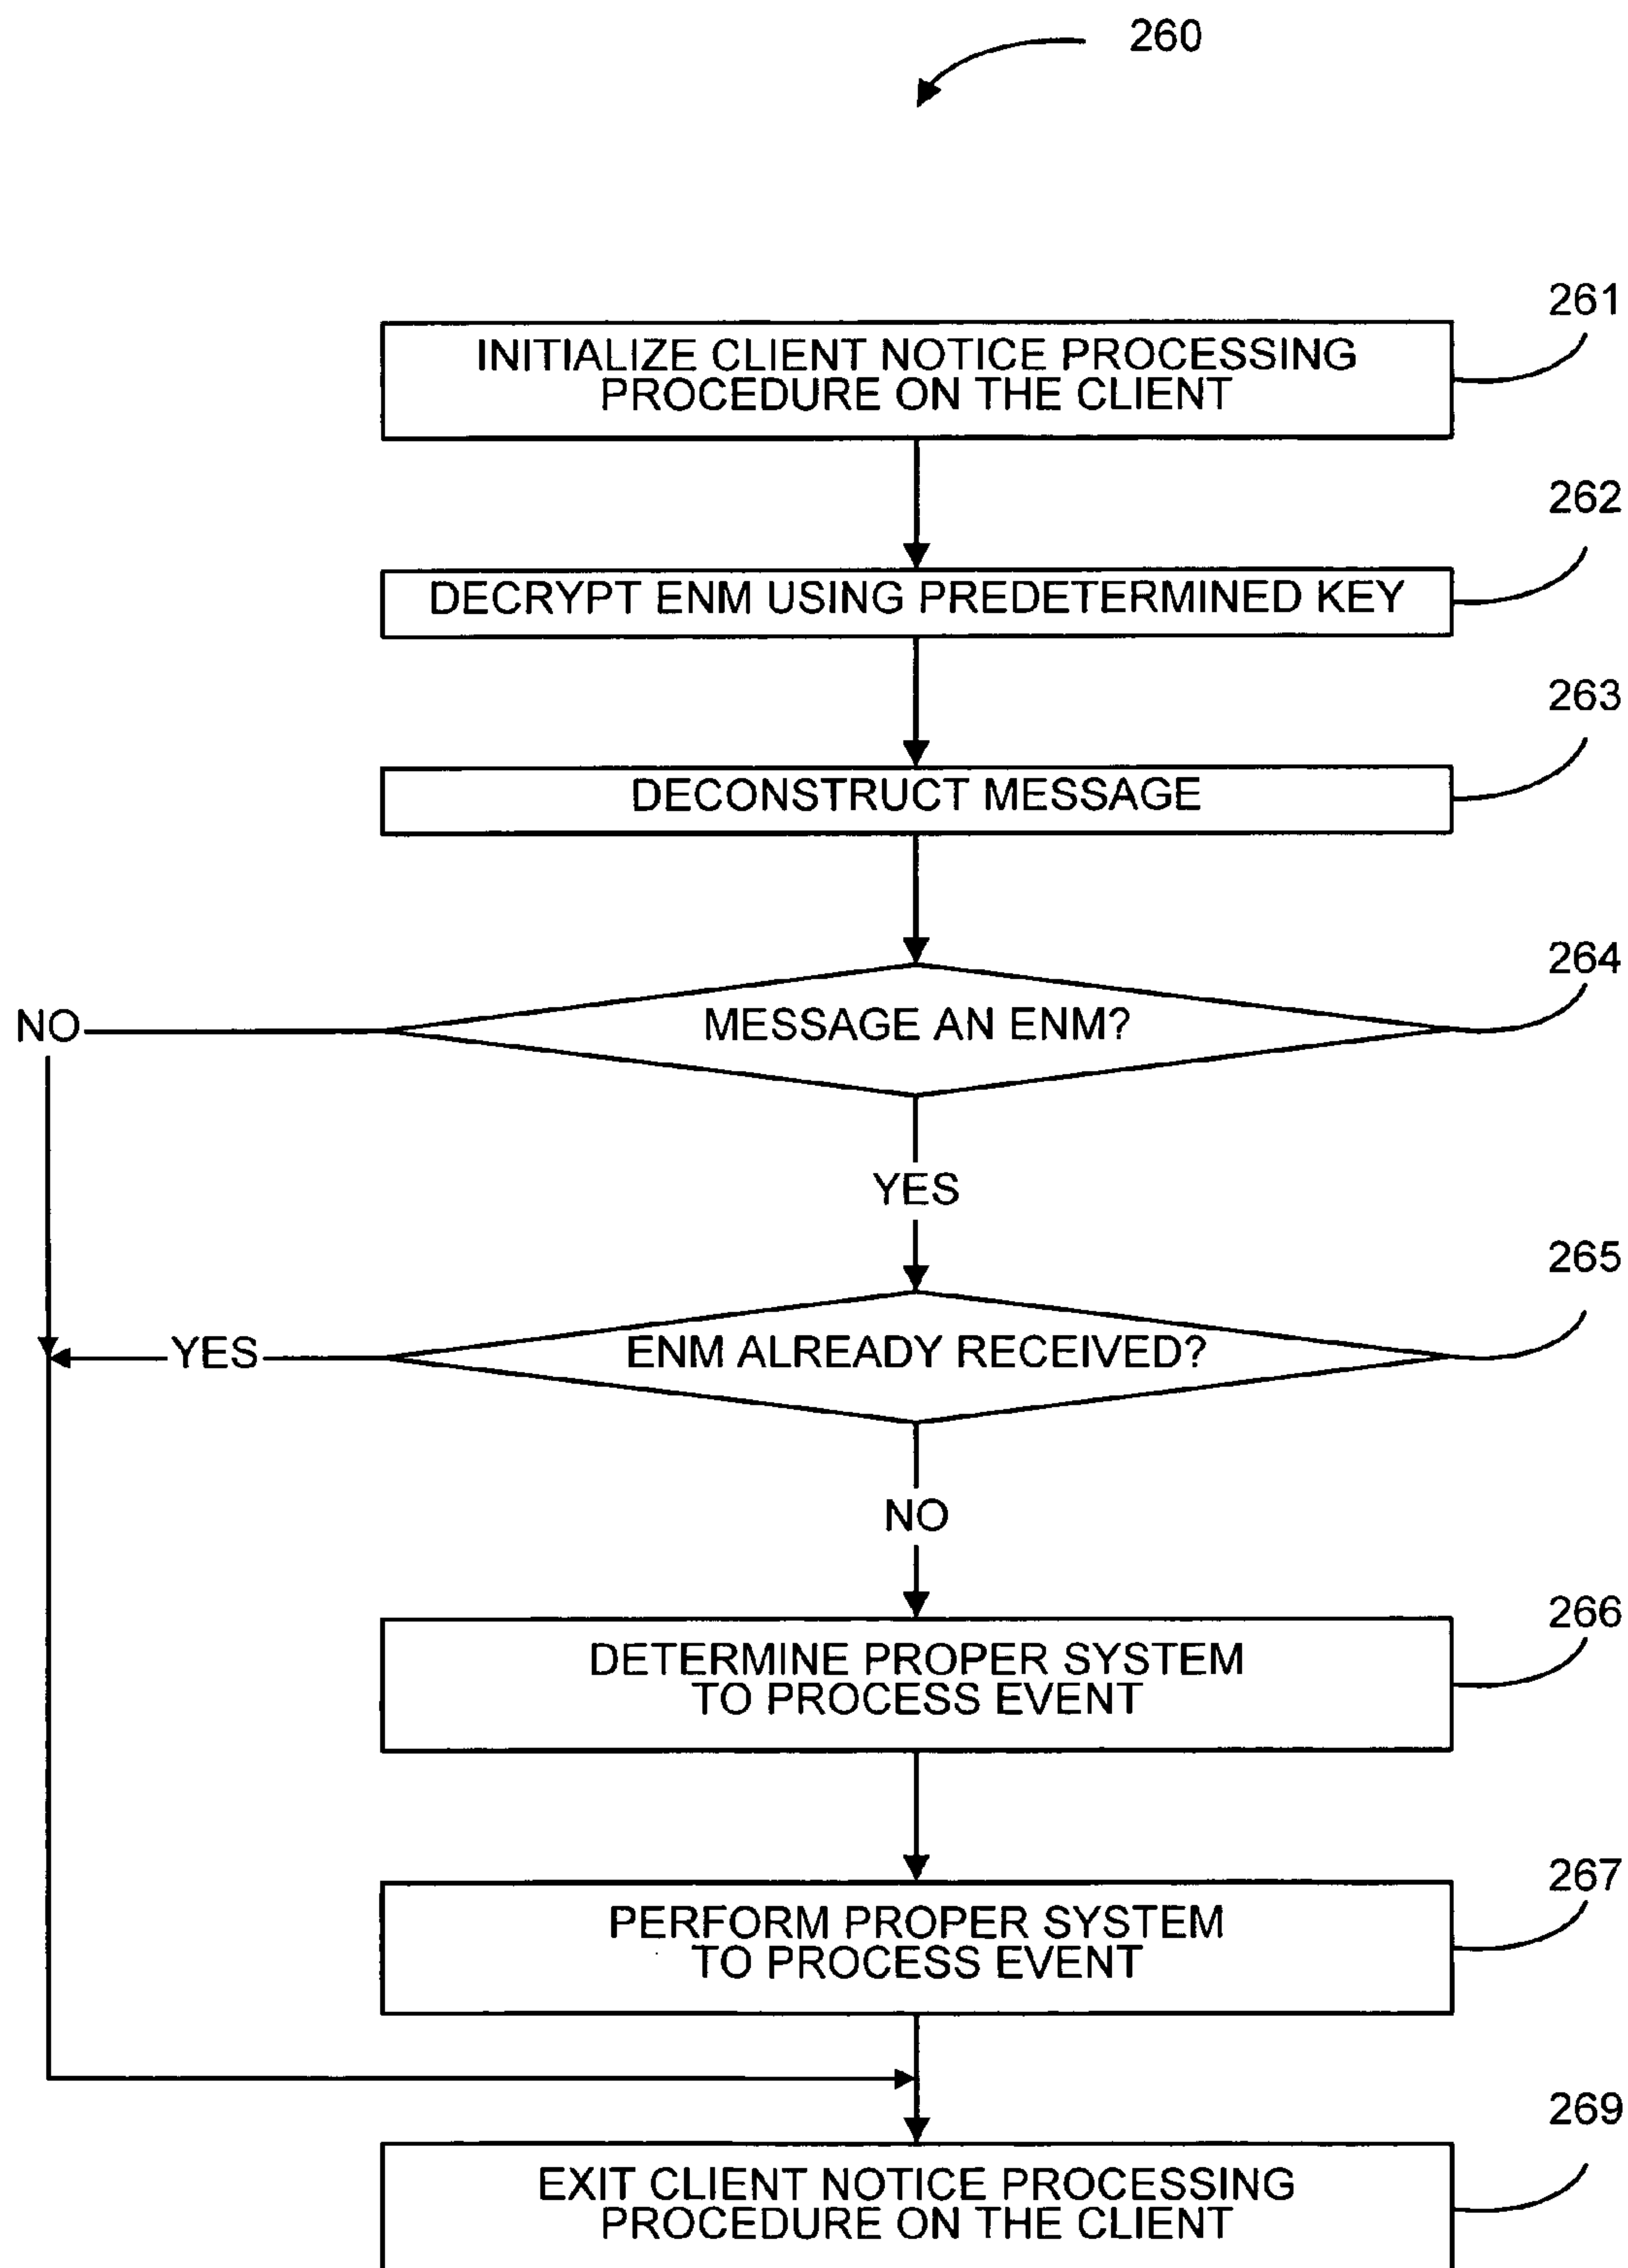 260
261
INITIALIZE CLIENT NOTICE PROCESSING
PROCEDURE ON THE CLIENT
262
DECRYPT ENM USING PREDETERMINED KEY
263
DECONSTRUCT MESSAGE
264
NO
MESSAGE AN ENM?
YES
265
YES
ENM ALREADY RECEIVED?
NO
266
DETERMINE PROPER SYSTEM
TO PROCESS EVENT
267
PERFORM PROPER SYSTEM
TO PROCESS EVENT
269
EXIT CLIENT NOTICE PROCESSING
PROCEDURE ON THE CLIENT